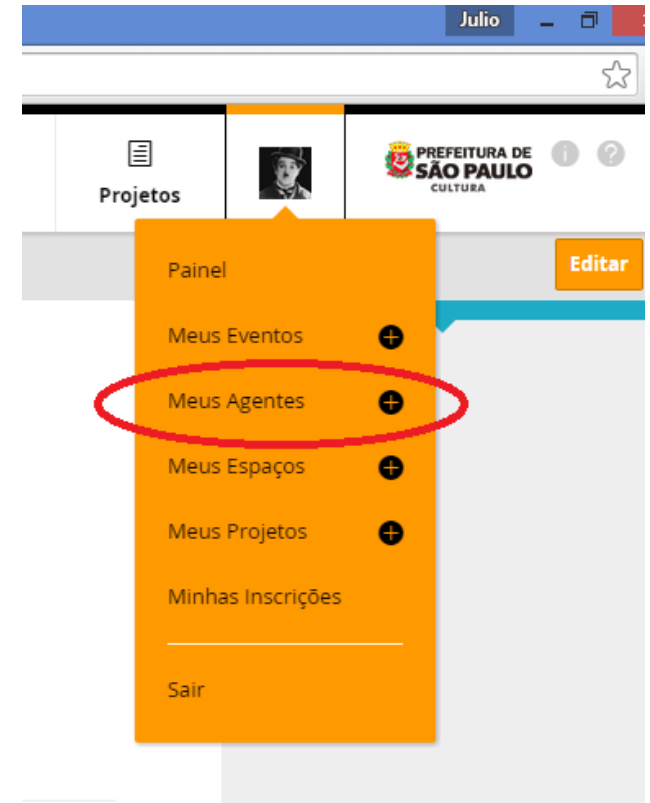 Julio
Projetos
PREFEITURA DE
SÃO PAULO
CULTURA
i ?
Editar
Painel
Meus Eventos
Meus Agentes
Meus Espaços
Meus Projetos
Minhas Inscrições
Sair